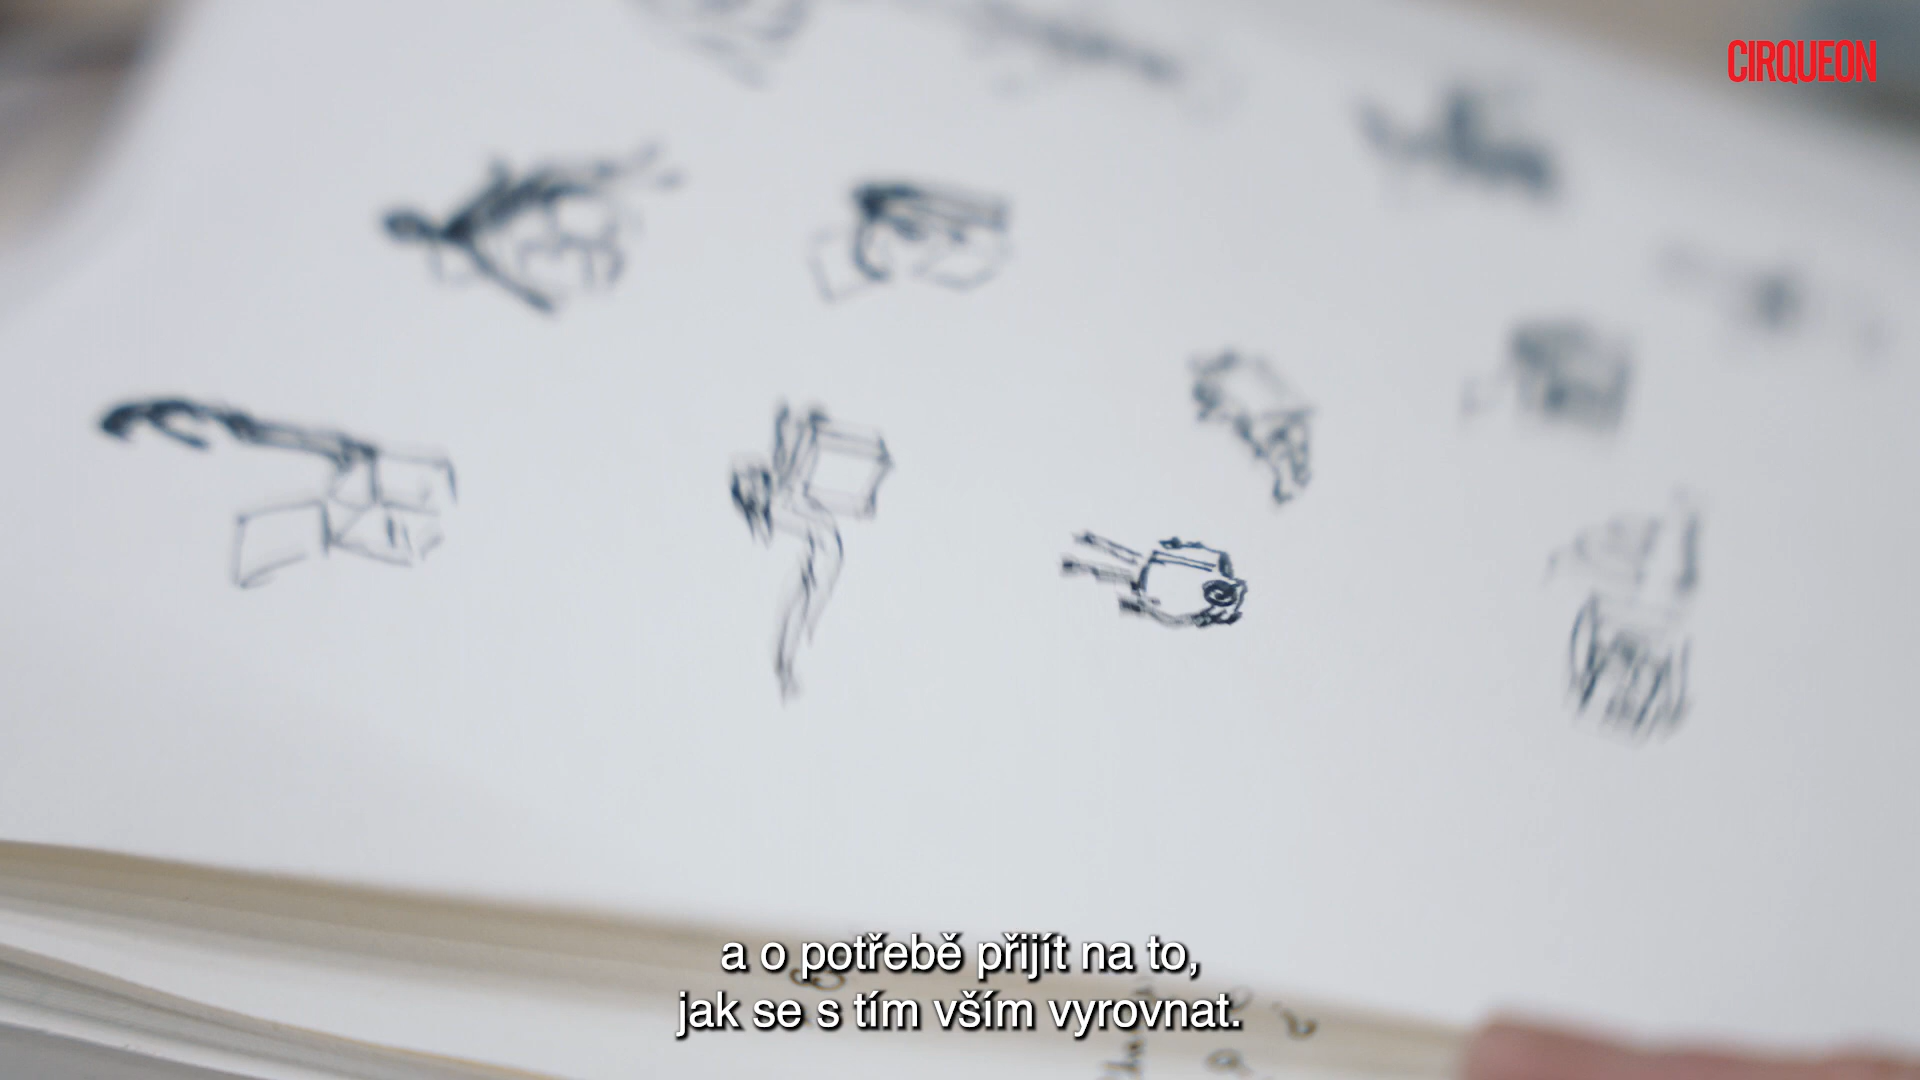 CIRQUEON
a o potřebě přijít na to,
jak se s tím vším vyrovnat.